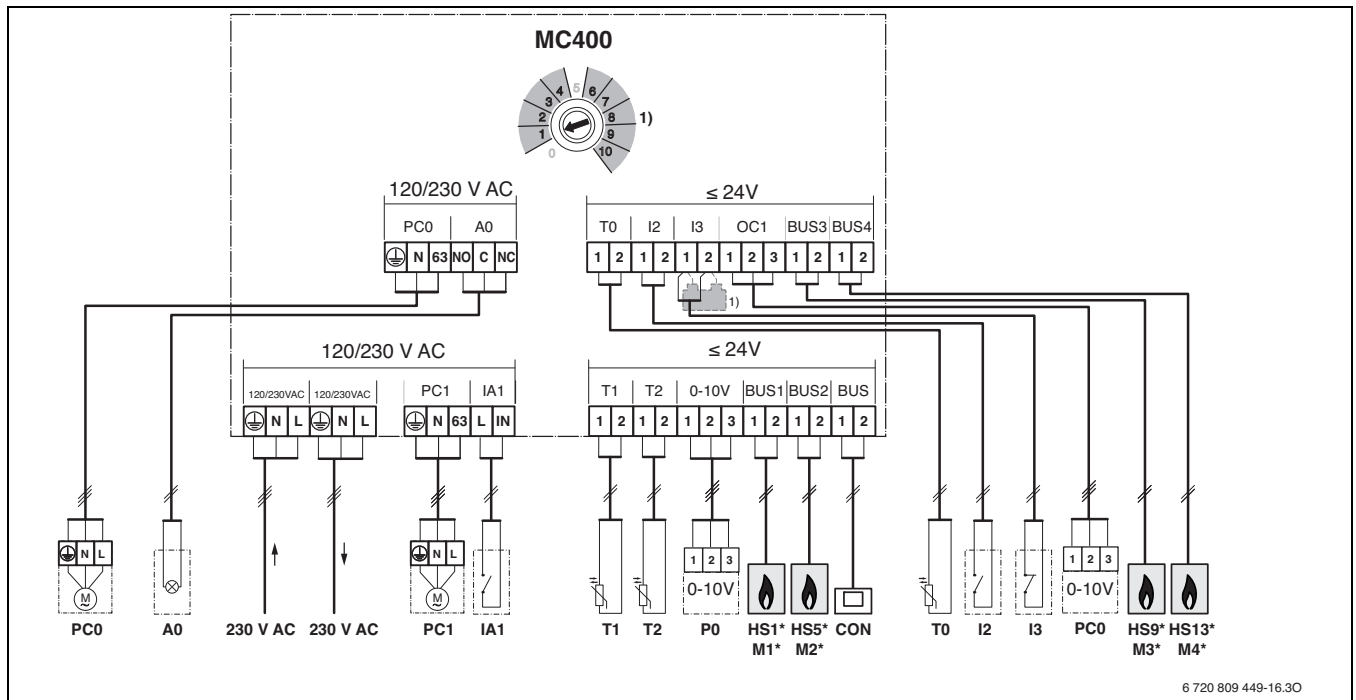 MC400
0 1 2 3 4 5 6 7 8 9 10 1)
120/230 V AC ≤ 24V
PC0 A0 T0 I2 I3 OC1 BUS3 BUS4
N 63 NO C NC 1 2 1 2 1 2 1 2 3 1 2 1 2
1)
120/230 V AC ≤ 24V
120/230VAC 120/230VAC PC1 IA1 T1 T2 0-10V BUS1 BUS2 BUS
N L N L N 63 L IN 1 2 1 2 1 2 3 1 2 1 2 1 2
N L N L 1 2 3 1 2 3
M ~ M ~ 0-10V 0-10V
PC0 A0 230 V AC 230 V AC PC1 IA1 T1 T2 P0 HS1* HS5* CON T0 I2 I3 PC0 HS9* HS13*
M1* M2* M3* M4*
6 720 809 449-16.3O